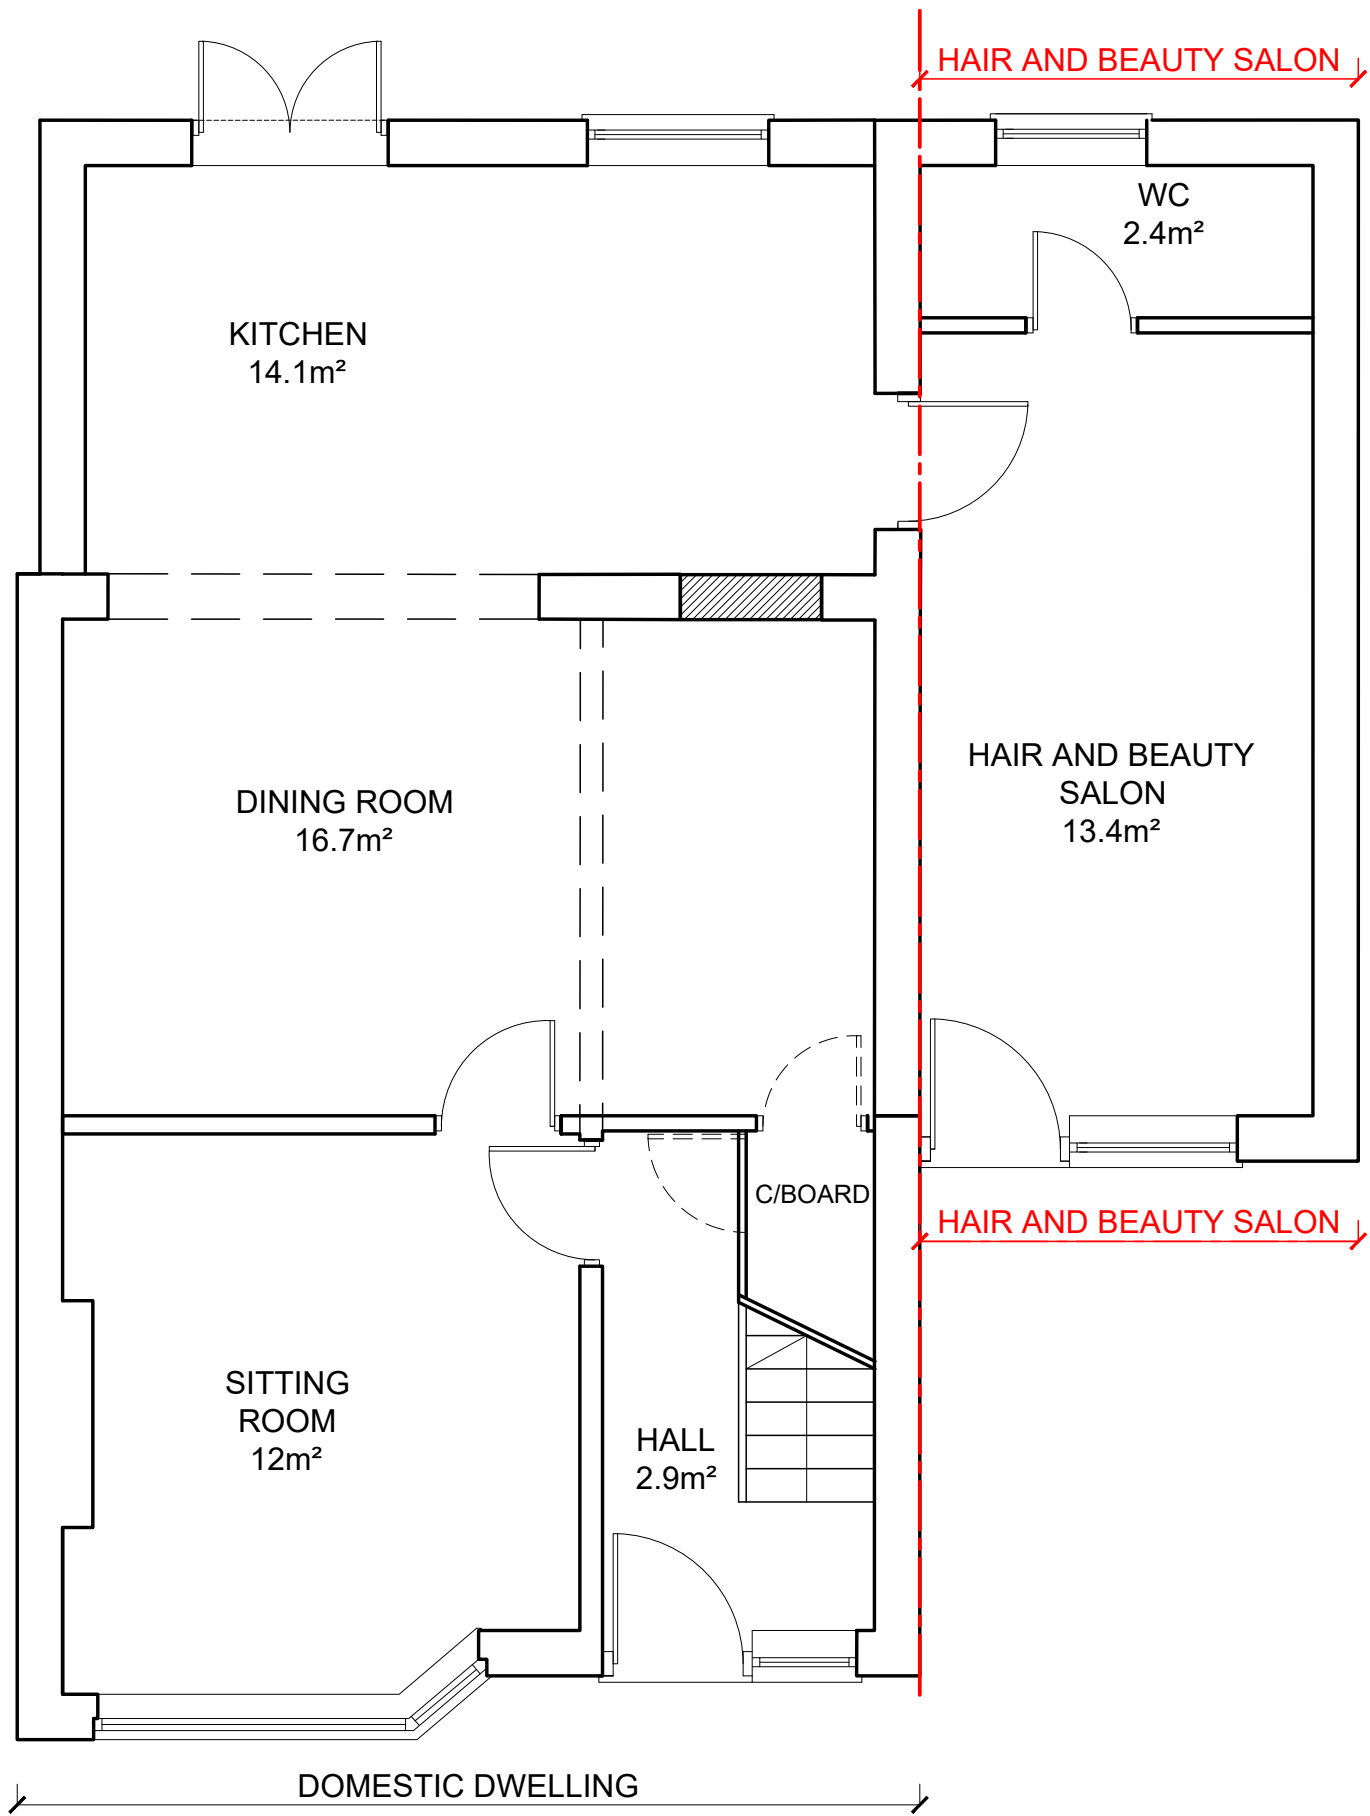 HAIR AND BEAUTY SALON
WC
2.4m²
KITCHEN
14.1m²
HAIR AND BEAUTY
SALON
13.4m²
DINING ROOM
16.7m²
C/BOARD
HAIR AND BEAUTY SALON
SITTING
ROOM
12m²
HALL
2.9m²
DOMESTIC DWELLING